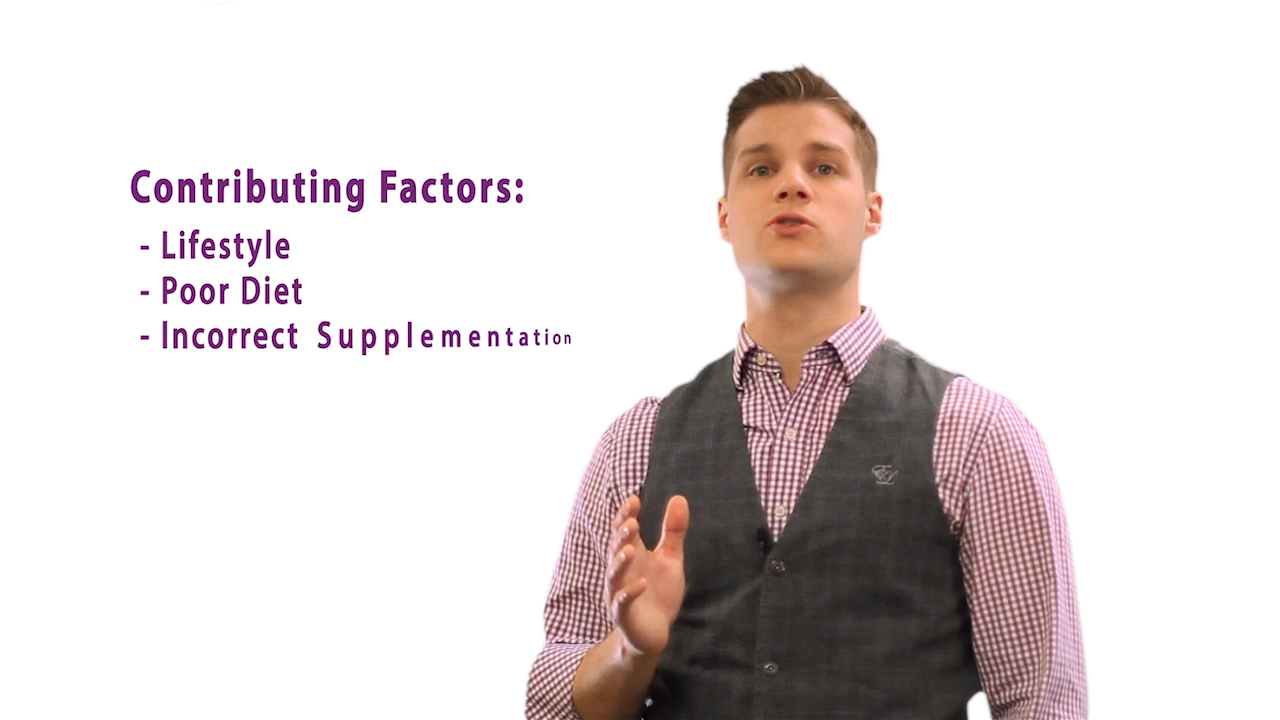 Contributing Factors:
- Lifestyle
- Poor Diet
- Incorrect Supplementation